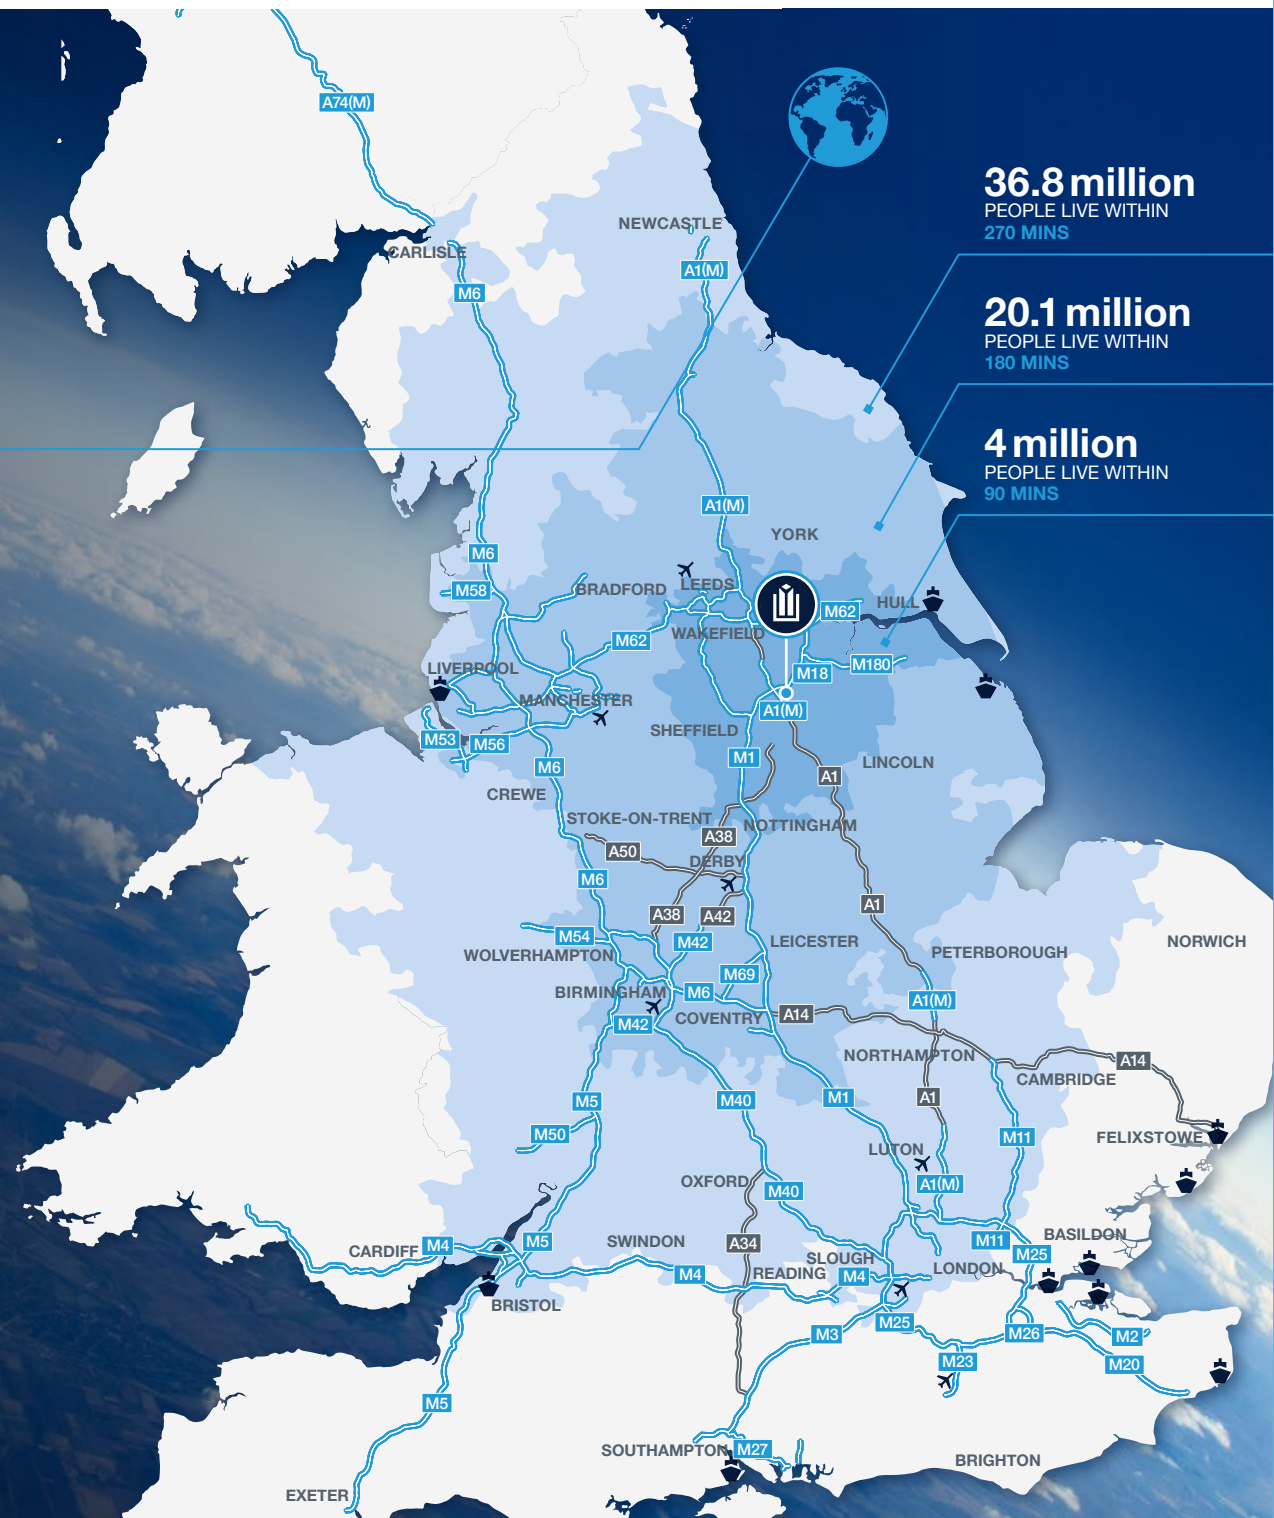 A74(M)
36.8 million
PEOPLE LIVE WITHIN
270 MINS
NEWCASTLE
CARLISLE
A1(M)
M6
20.1 million
PEOPLE LIVE WITHIN
180 MINS
4 million
PEOPLE LIVE WITHIN
90 MINS
A1(M)
YORK
M6
M58
BRADFORD
LEEDS
M62
HULL
WAKEFIELD
M62
LIVERPOOL
M18
M180
MANCHESTER
A1(M)
SHEFFIELD
M53
M56
M1
LINCOLN
M6
A1
CREWE
STOKE-ON-TRENT
NOTTINGHAM
A38
A50
DERBY
M6
A38
A42
A1
M54
M42
LEICESTER
NORWICH
WOLVERHAMPTON
PETERBOROUGH
M69
BIRMINGHAM
M6
A1(M)
M42
COVENTRY
A14
NORTHAMPTON
A14
CAMBRIDGE
M5
M40
M1
A1
M50
M11
FELIXSTOWE
LUTON
OXFORD
M40
A1(M)
CARDIFF
M4
M5
SWINDON
A34
M11
BASILDON
M25
SLOUGH
LONDON
M4
READING
M4
BRISTOL
M25
M3
M26
M2
M23
M20
M5
SOUTHAMPTON
M27
BRIGHTON
EXETER